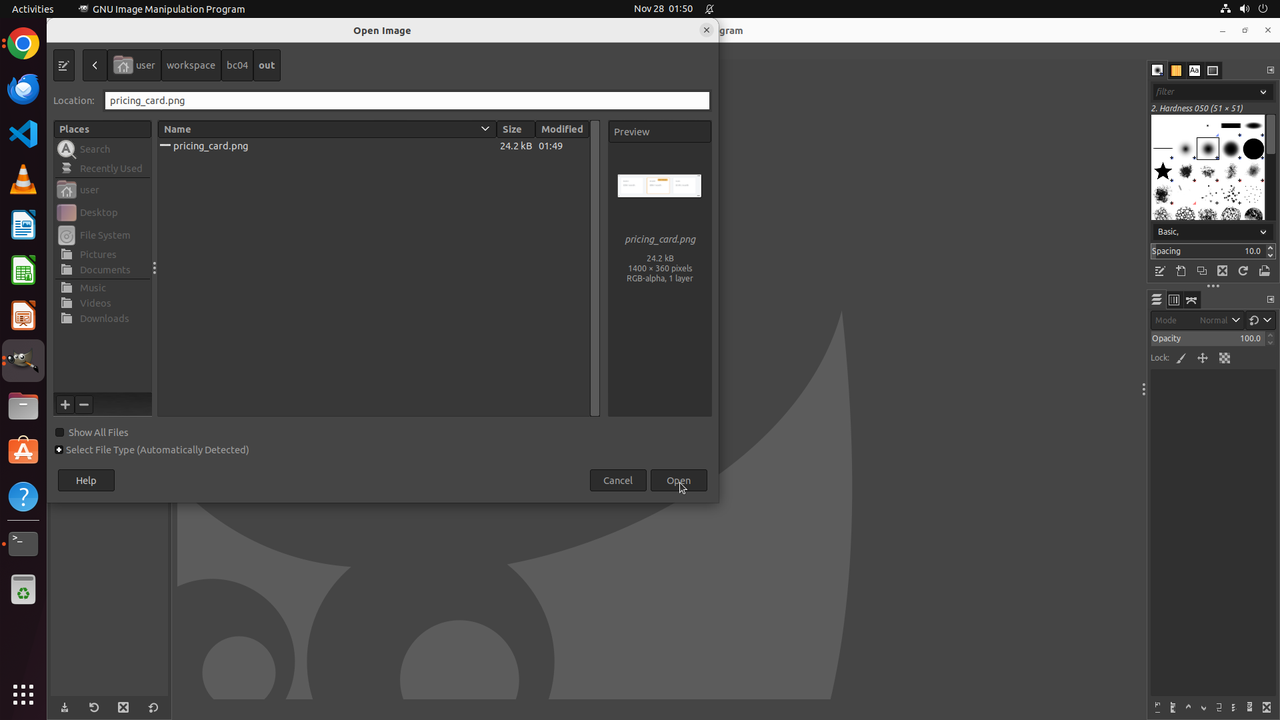 Activities
GNU Image Manipulation Program
Nov 28 01:50
Open Image
gram
user
workspace
bc04
out
Location:
pricing_card.png
Places
Name
Size
Modified
Preview
Search
Recently Used
user
Desktop
File System
Pictures
Documents
Music
Videos
Downloads
pricing_card.png
24.2 kB
01:49
pricing_card.png
24.2 kB
1400 × 360 pixels
RGB-alpha, 1 layer
Show All Files
Select File Type (Automatically Detected)
Help
Cancel
Open
Aa
filter
2. Hardness 050 (51 × 51)
Basic,
Spacing
10.0
Mode
Normal
Opacity
100.0
Lock: